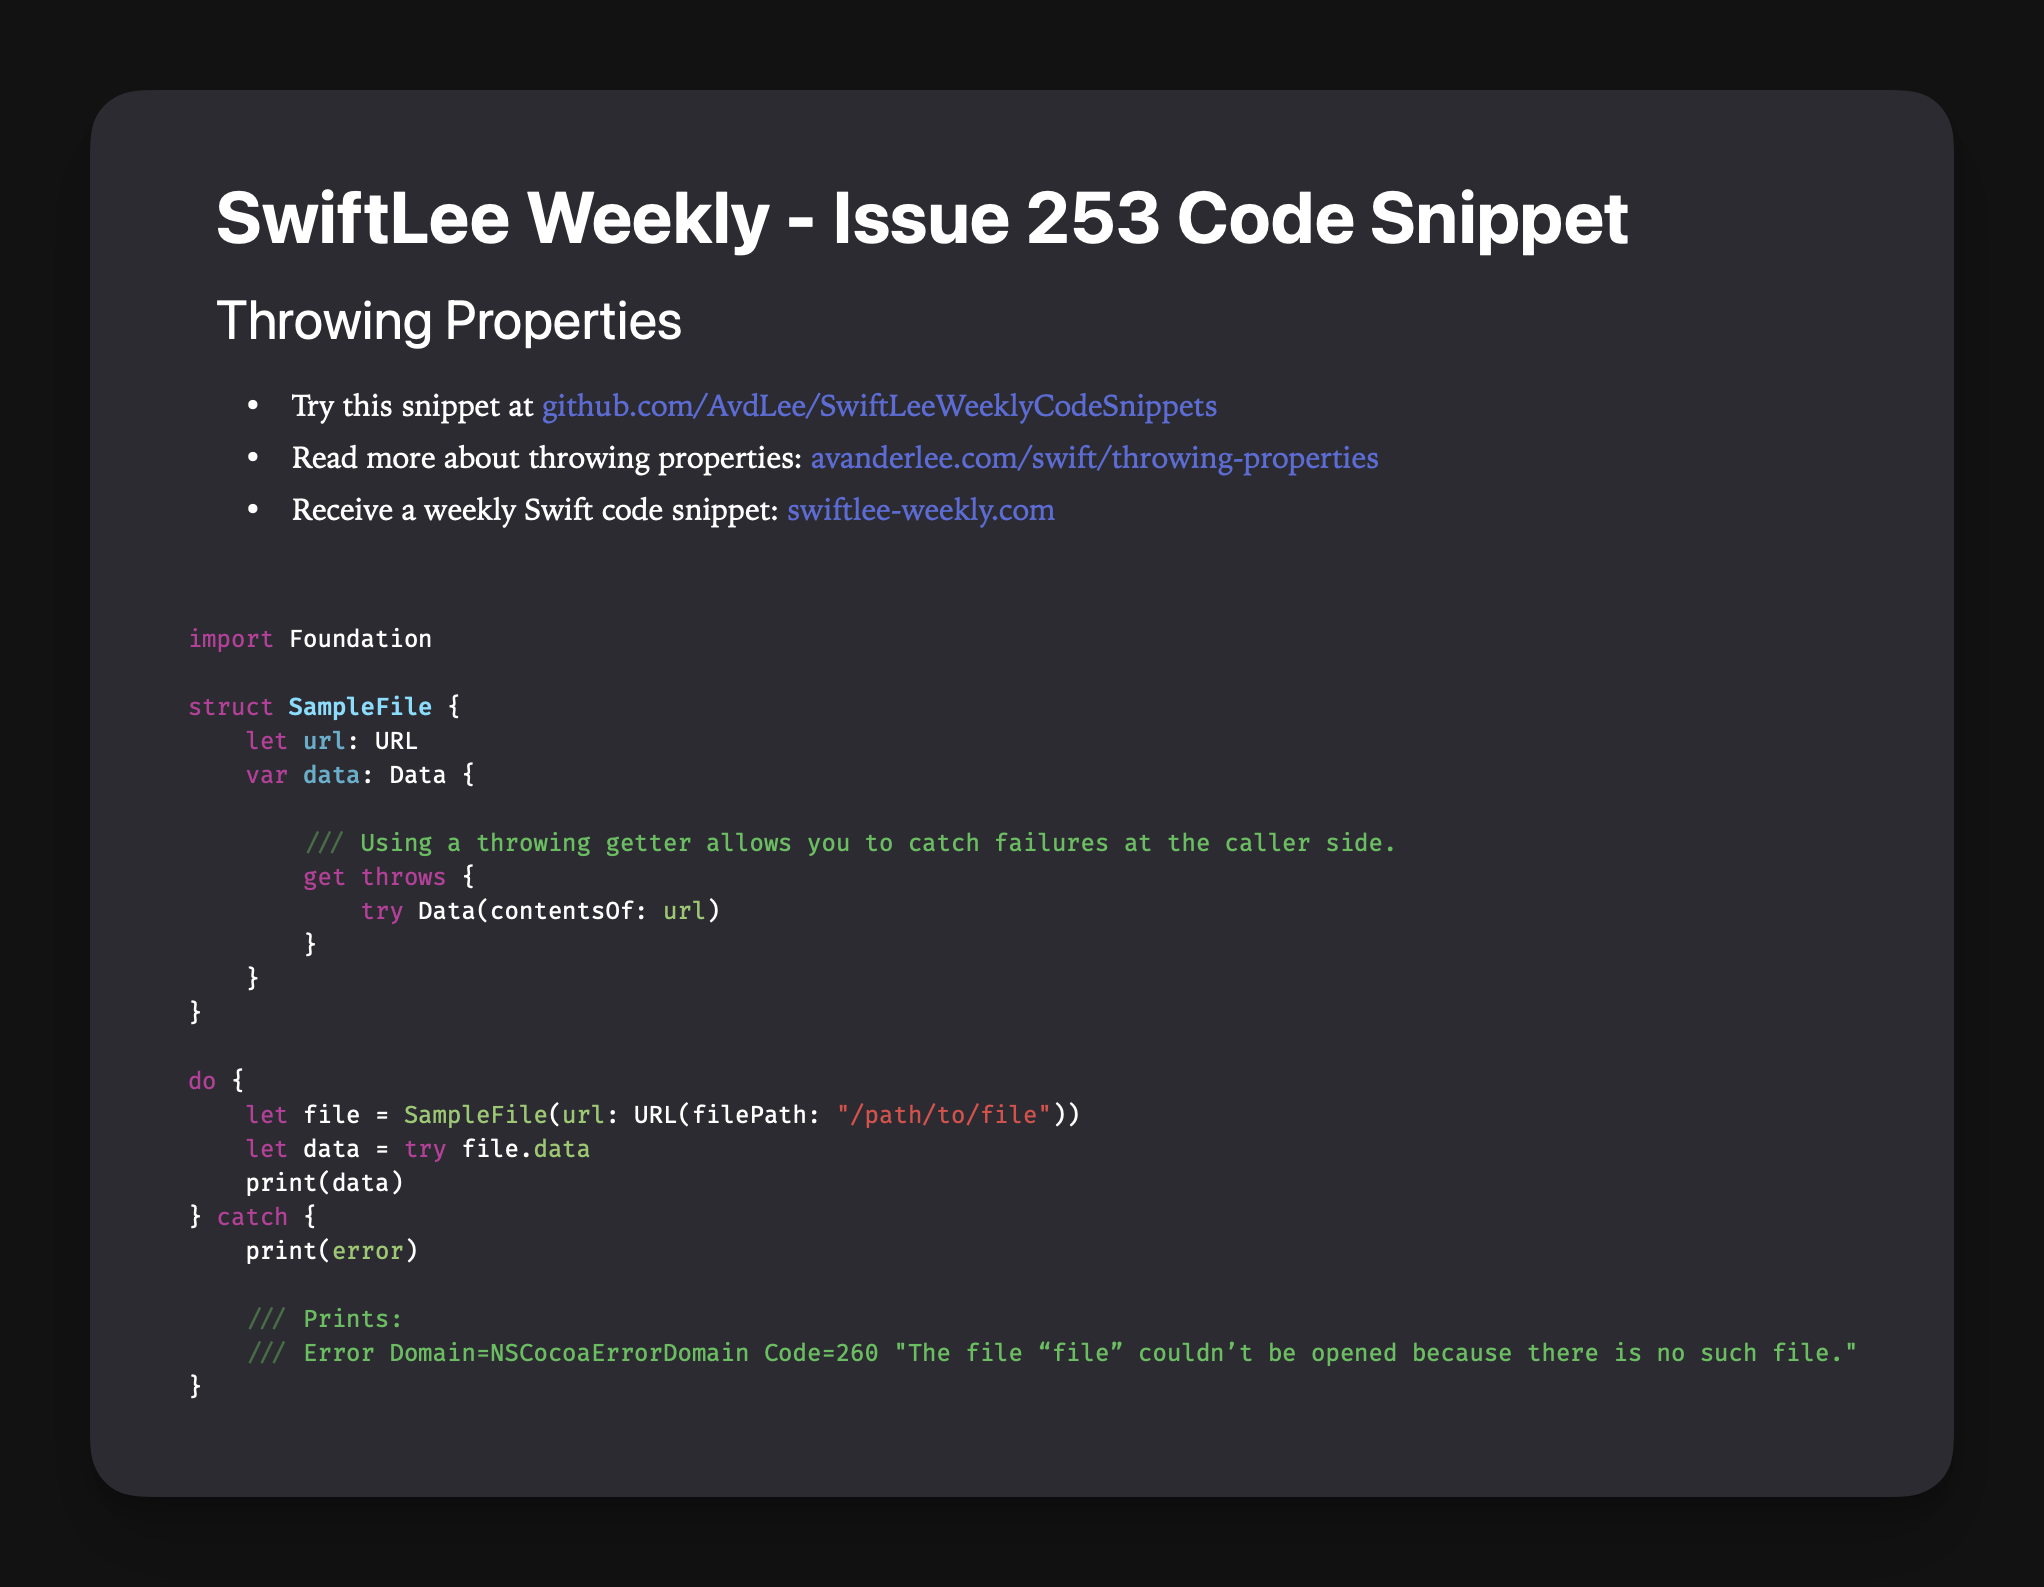 SwiftLee Weekly - Issue 253 Code Snippet
Throwing Properties
• Try this snippet at github.com/AvdLee/SwiftLeeWeeklyCodeSnippets
• Read more about throwing properties: avanderlee.com/swift/throwing-properties
• Receive a weekly Swift code snippet: swiftlee-weekly.com
import Foundation
struct SampleFile {
    let url: URL
    var data: Data {
        /// Using a throwing getter allows you to catch failures at the caller side.
        get throws {
            try Data(contentsOf: url)
        }
    }
}
do {
    let file = SampleFile(url: URL(filePath: "/path/to/file"))
    let data = try file.data
    print(data)
} catch {
    print(error)
    /// Prints:
    /// Error Domain=NSCocoaErrorDomain Code=260 "The file “file” couldn’t be opened because there is no such file."
}